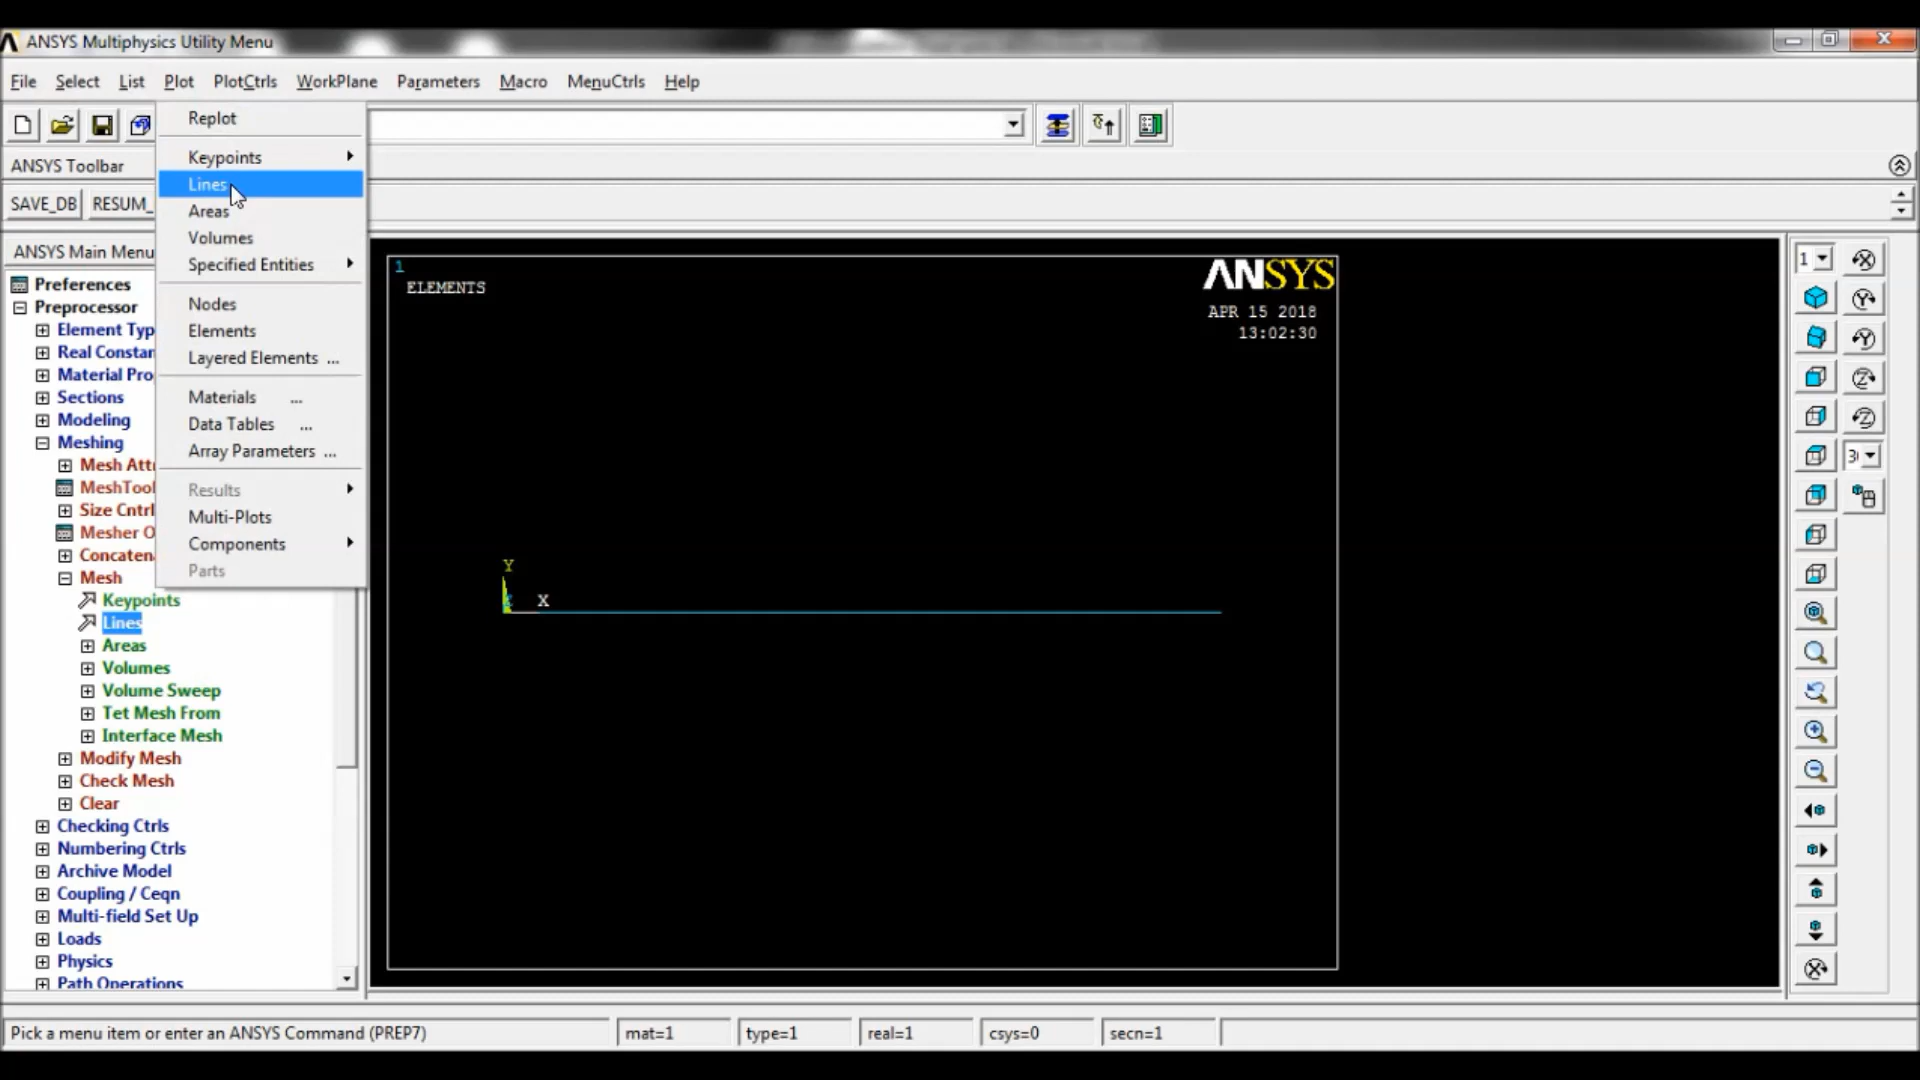 ANSYS Multiphysics Utility Menu
File Select List Plot PlotCtrls WorkPlane Parameters Macro MenuCtrls Help
Replot
Keypoints
Lines
Areas
Volumes
Specified Entities
Nodes
Elements
Layered Elements ...
Materials ...
Data Tables ...
Array Parameters ...
Results
Multi-Plots
Components
Parts
ANSYS Toolbar
SAVE_DB RESUM_
ANSYS Main Menu
Preferences
Preprocessor
Element Typ
Real Constan
Material Pro
Sections
Modeling
Meshing
Mesh Attr
MeshTool
Size Cntrl
Mesher O
Concatena
Mesh
Keypoints
Lines
Areas
Volumes
Volume Sweep
Tet Mesh From
Interface Mesh
Modify Mesh
Check Mesh
Clear
Checking Ctrls
Numbering Ctrls
Archive Model
Coupling / Ceqn
Multi-field Set Up
Loads
Physics
Path Operations
1
ELEMENTS
ANSYS
APR 15 2018
13:02:30
Y
X
1
3
Pick a menu item or enter an ANSYS Command (PREP7) mat=1 type=1 real=1 csys=0 secn=1